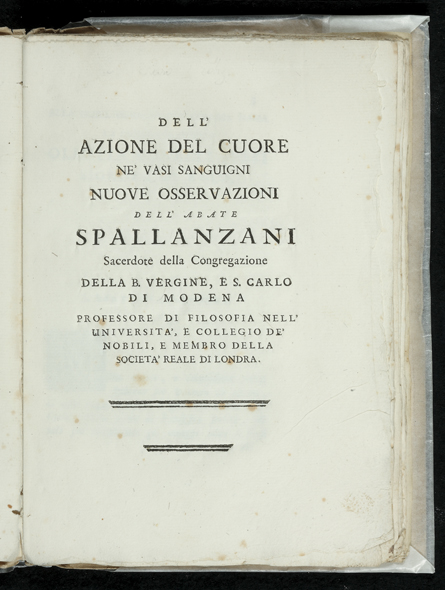 DELL'
AZIONE DEL CUORE
NE' VASI SANGUIGNI
NUOVE OSSERVAZIONI
DELL' ABATE
SPALLANZANI
Sacerdote della Congregazione
DELLA B. VERGINE, E S. CARLO
DI MODENA
PROFESSORE DI FILOSOFIA NELL'
UNIVERSITA', E COLLEGIO DE'
NOBILI, E MEMBRO DELLA
SOCIETA' REALE DI LONDRA.